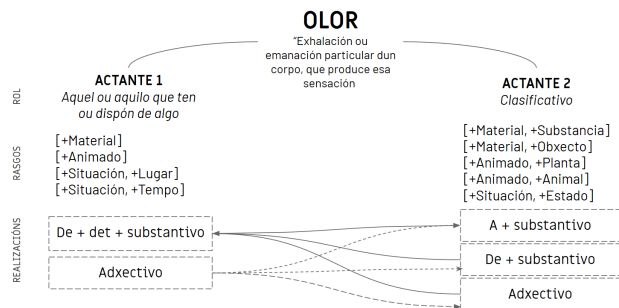 OLOR
"Exhalación ou
emanación particular dun
corpo, que produce esa
sensación
ACTANTE 1
Aquel ou aquilo que ten
ou dispón de algo
ACTANTE 2
Clasificativo
ROL
[+Material]
[+Animado]
[+Situación, +Lugar]
[+Situación, +Tempo]
[+Material, +Substancia]
[+Material, +Obxecto]
[+Animado, +Planta]
[+Animado, +Animal]
[+Situación, +Estado]
RASGOS
De + det + substantivo
Adxectivo
A + substantivo
De + substantivo
Adxectivo
REALIZACIÓNS